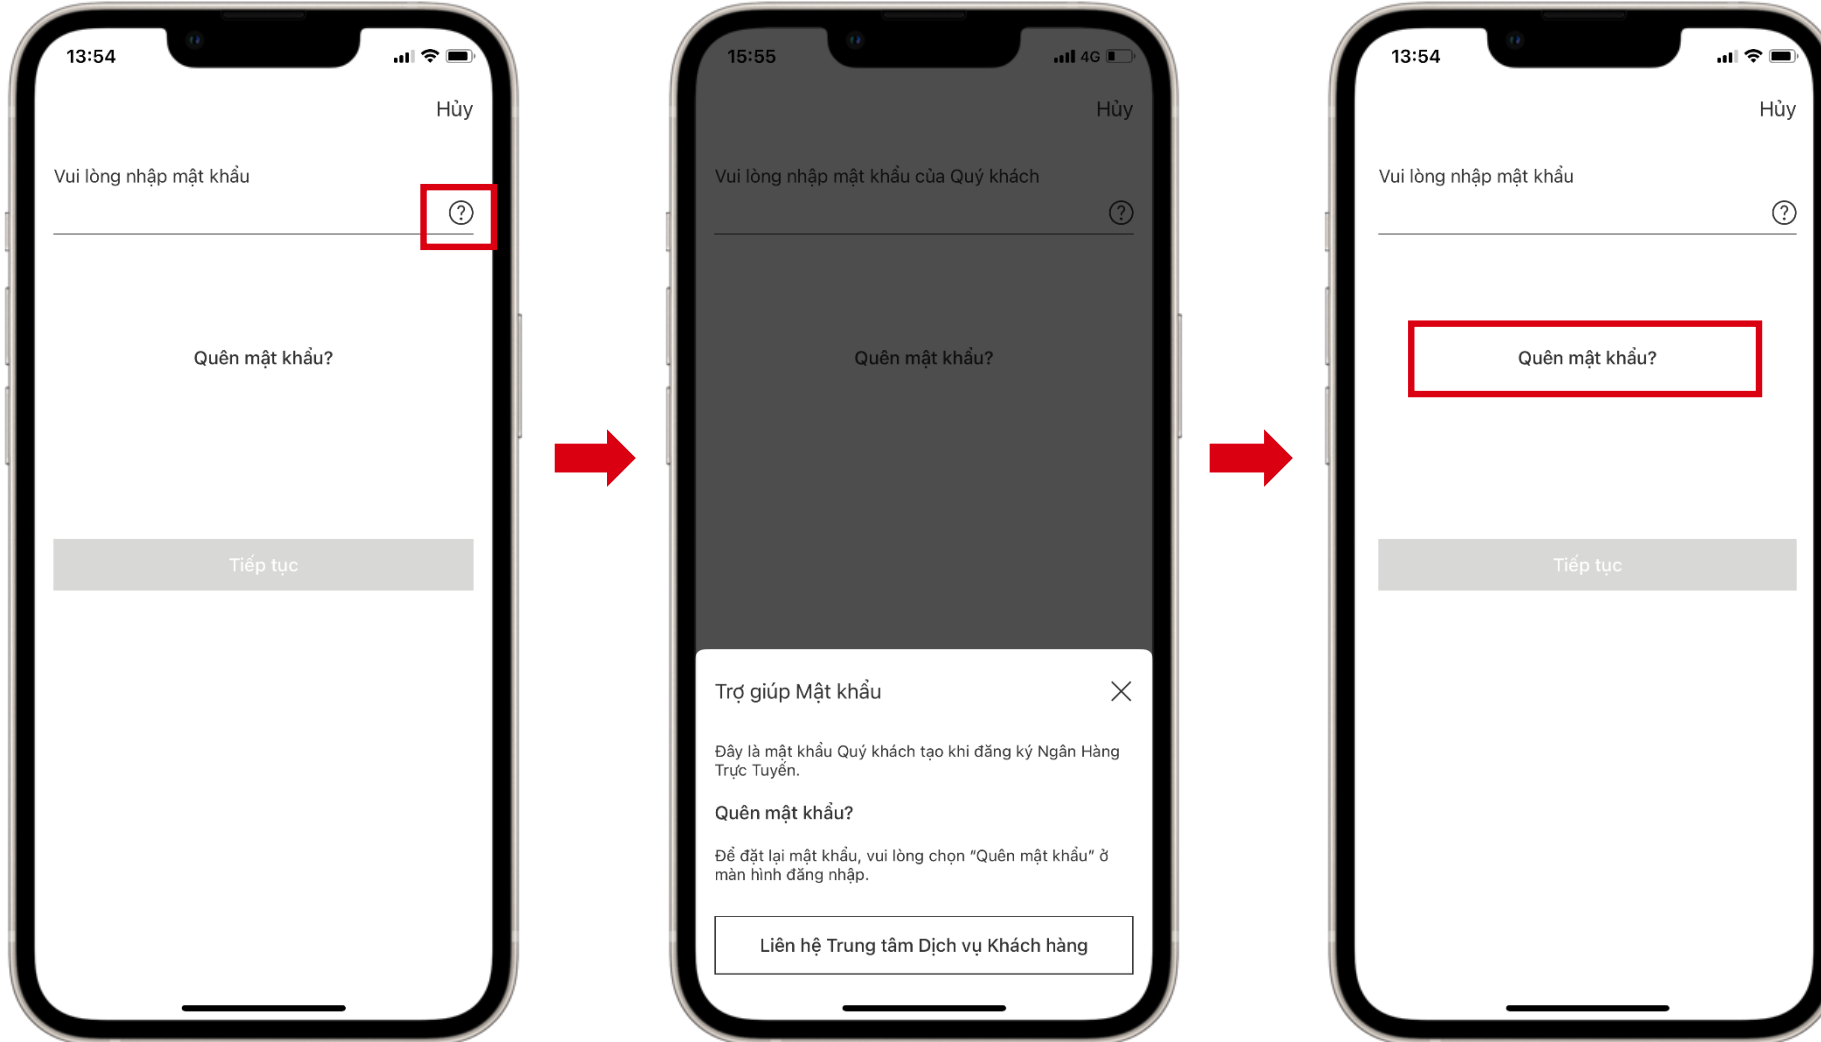 13:54
Hủy
Vui lòng nhập mật khẩu
Quên mật khẩu?
Tiếp tục
15:55
4G
Hủy
Vui lòng nhập mật khẩu của Quý khách
Quên mật khẩu?
Trợ giúp Mật khẩu
Đây là mật khẩu Quý khách tạo khi đăng ký Ngân Hàng
Trực Tuyến.
Quên mật khẩu?
Để đặt lại mật khẩu, vui lòng chọn “Quên mật khẩu” ở
màn hình đăng nhập.
Liên hệ Trung tâm Dịch vụ Khách hàng
13:54
Hủy
Vui lòng nhập mật khẩu
Quên mật khẩu?
Tiếp tục